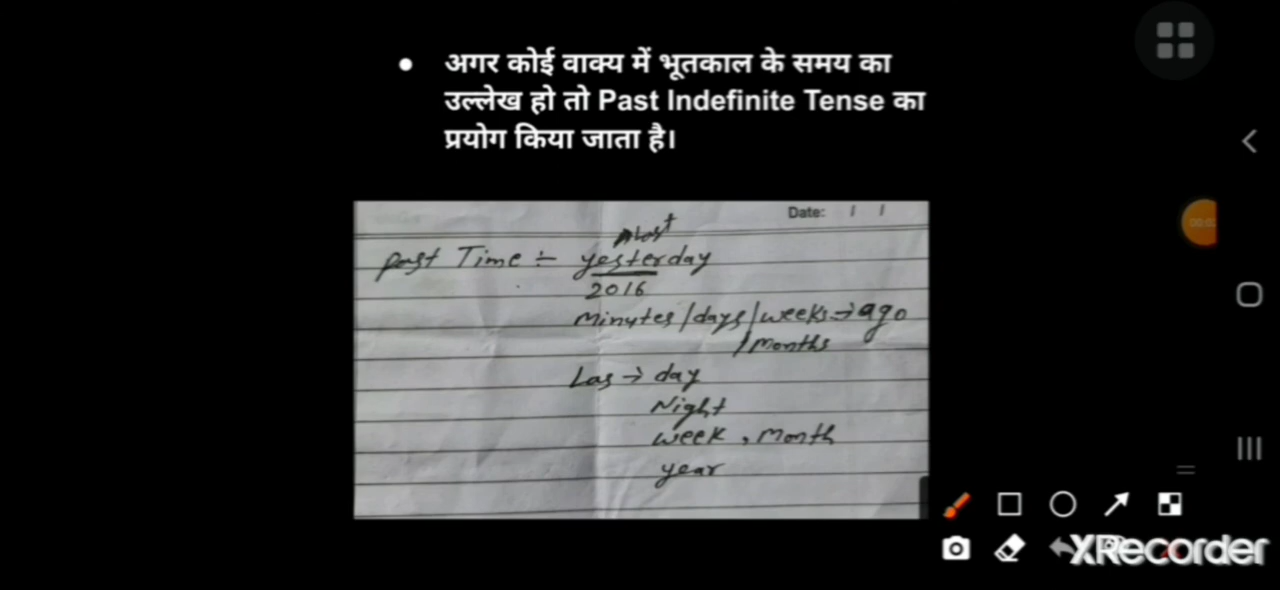 • अगर कोई वाक्य में भूतकाल के समय का
उल्लेख हो तो Past Indefinite Tense का
प्रयोग किया जाता है।
Date: / /
Last
Past Time ÷ yesterday
2016
Minutes/days/weeks → ago
/Months
Las → day
Night
week, month
year
XRecorder